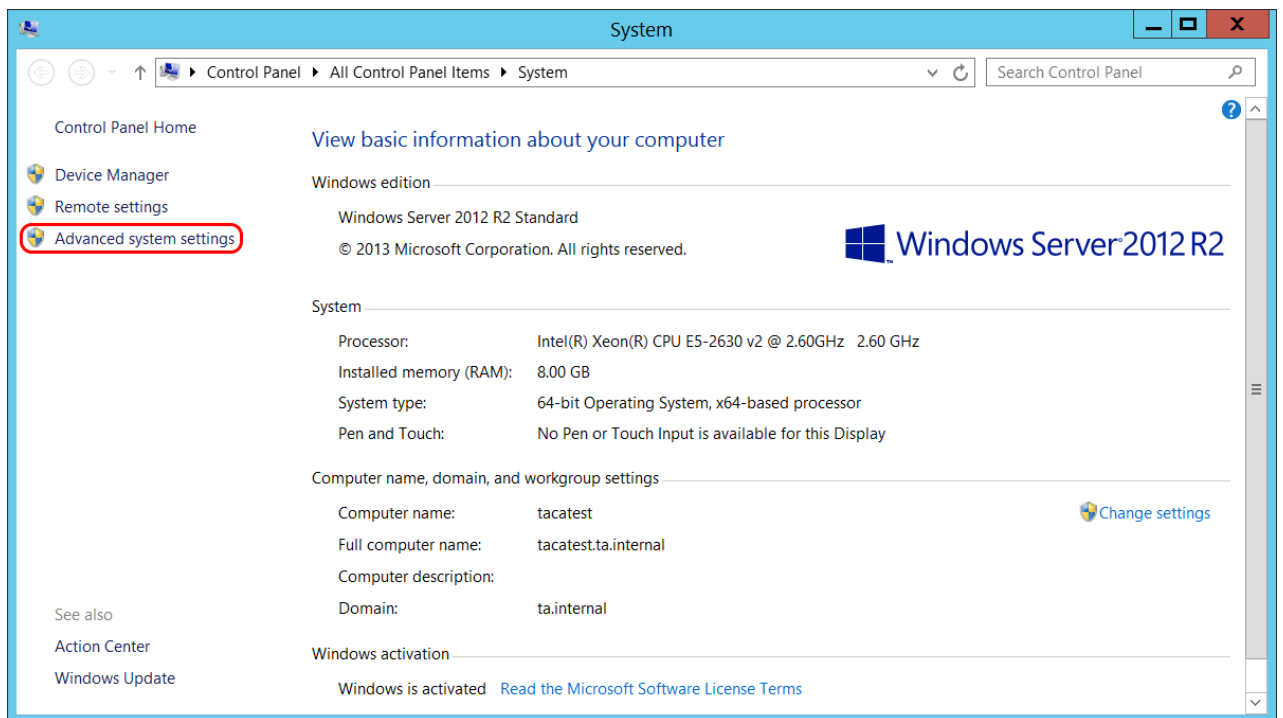 System
Control Panel All Control Panel Items System Search Control Panel
Control Panel Home
Device Manager
Remote settings
Advanced system settings
See also
Action Center
Windows Update
View basic information about your computer
Windows edition
Windows Server 2012 R2 Standard
© 2013 Microsoft Corporation. All rights reserved.
Windows Server 2012 R2
System
Processor: Intel(R) Xeon(R) CPU E5-2630 v2 @ 2.60GHz 2.60 GHz
Installed memory (RAM): 8.00 GB
System type: 64-bit Operating System, x64-based processor
Pen and Touch: No Pen or Touch Input is available for this Display
Computer name, domain, and workgroup settings
Computer name: tacatest Change settings
Full computer name: tacatest.ta.internal
Computer description:
Domain: ta.internal
Windows activation
Windows is activated Read the Microsoft Software License Terms